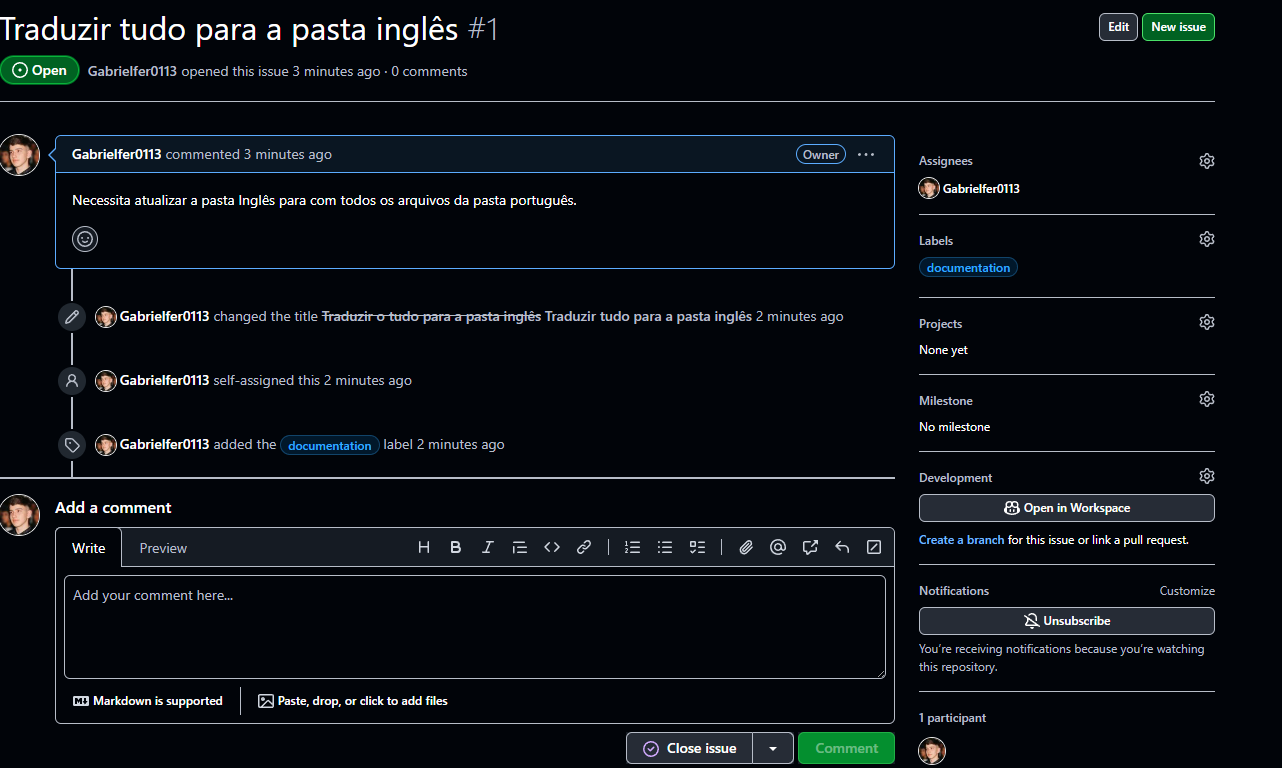 Traduzir tudo para a pasta inglês #1
Edit
New issue
Open
Gabrielfer0113 opened this issue 3 minutes ago · 0 comments
Gabrielfer0113 commented 3 minutes ago
Owner
Necessita atualizar a pasta Inglês para com todos os arquivos da pasta português.
Gabrielfer0113 changed the title Traduzir o tudo para a pasta inglês Traduzir tudo para a pasta inglês 2 minutes ago
Gabrielfer0113 self-assigned this 2 minutes ago
Gabrielfer0113 added the documentation label 2 minutes ago
Add a comment
Write
Preview
H B I
Add your comment here...
Markdown is supported
Paste, drop, or click to add files
Close issue
Comment
Assignees
Gabrielfer0113
Labels
documentation
Projects
None yet
Milestone
No milestone
Development
Open in Workspace
Create a branch for this issue or link a pull request.
Notifications
Customize
Unsubscribe
You’re receiving notifications because you’re watching
this repository.
1 participant